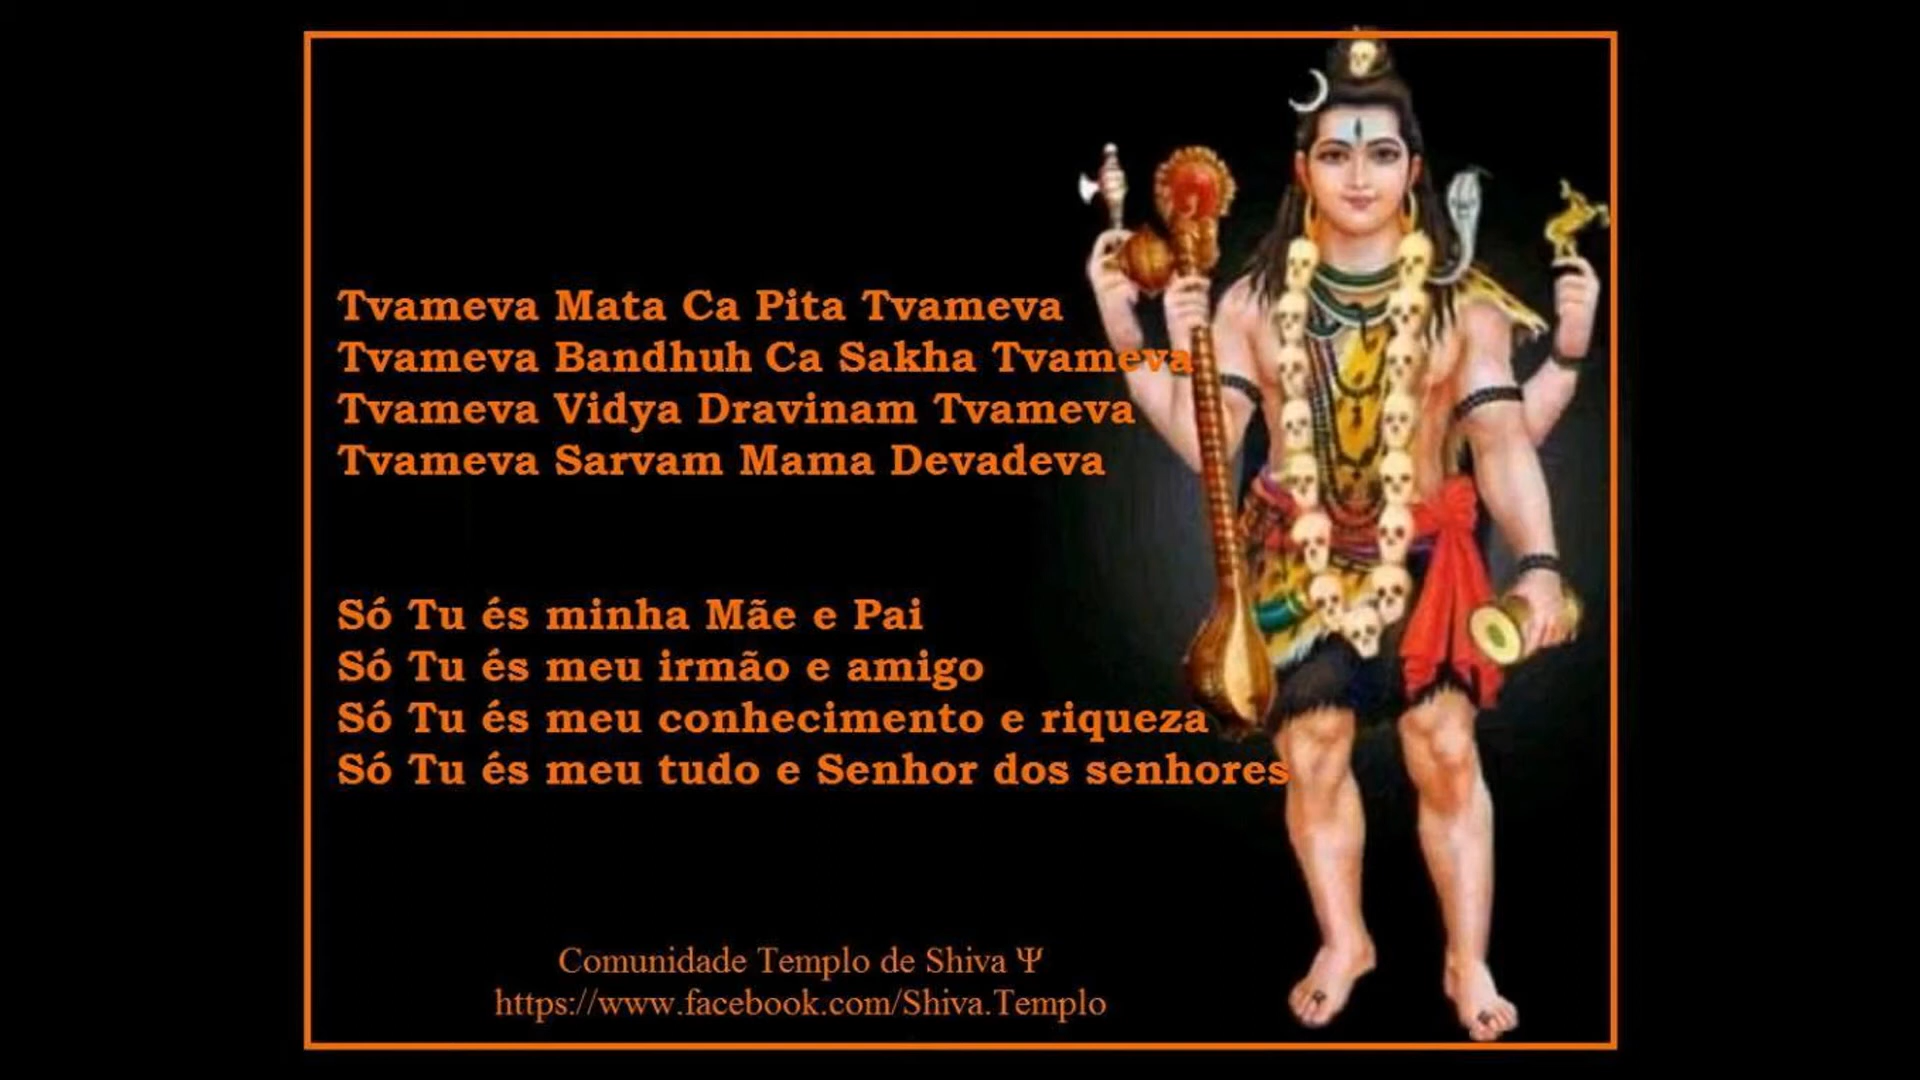 Tvameva Mata Ca Pita Tvameva
Tvameva Bandhuh Ca Sakha Tvameva
Tvameva Vidya Dravinam Tvameva
Tvameva Sarvam Mama Devadeva
Só Tu és minha Mãe e Pai
Só Tu és meu irmão e amigo
Só Tu és meu conhecimento e riqueza
Só Tu és meu tudo e Senhor dos senhores
Comunidade Templo de Shiva Ψ
https://www.facebook.com/Shiva.Templo